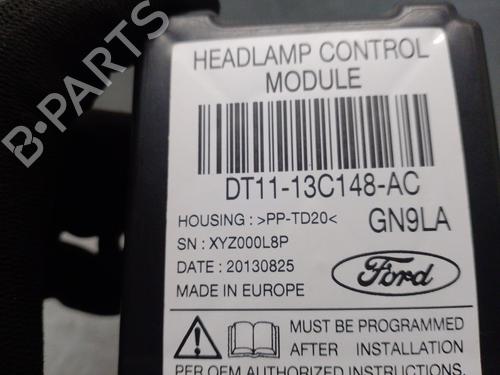 B-PARTS
HEADLAMP CONTROL
MODULE
DT11-13C148-AC
HOUSING : >PP-TD20< GN9LA
SN : XYZ000L8P
DATE : 20130825
MADE IN EUROPE
Ford
MUST BE PROGRAMMED
AFTER INSTALLATION
PER OEM AUTHORIZED INSTRUCTIONS.